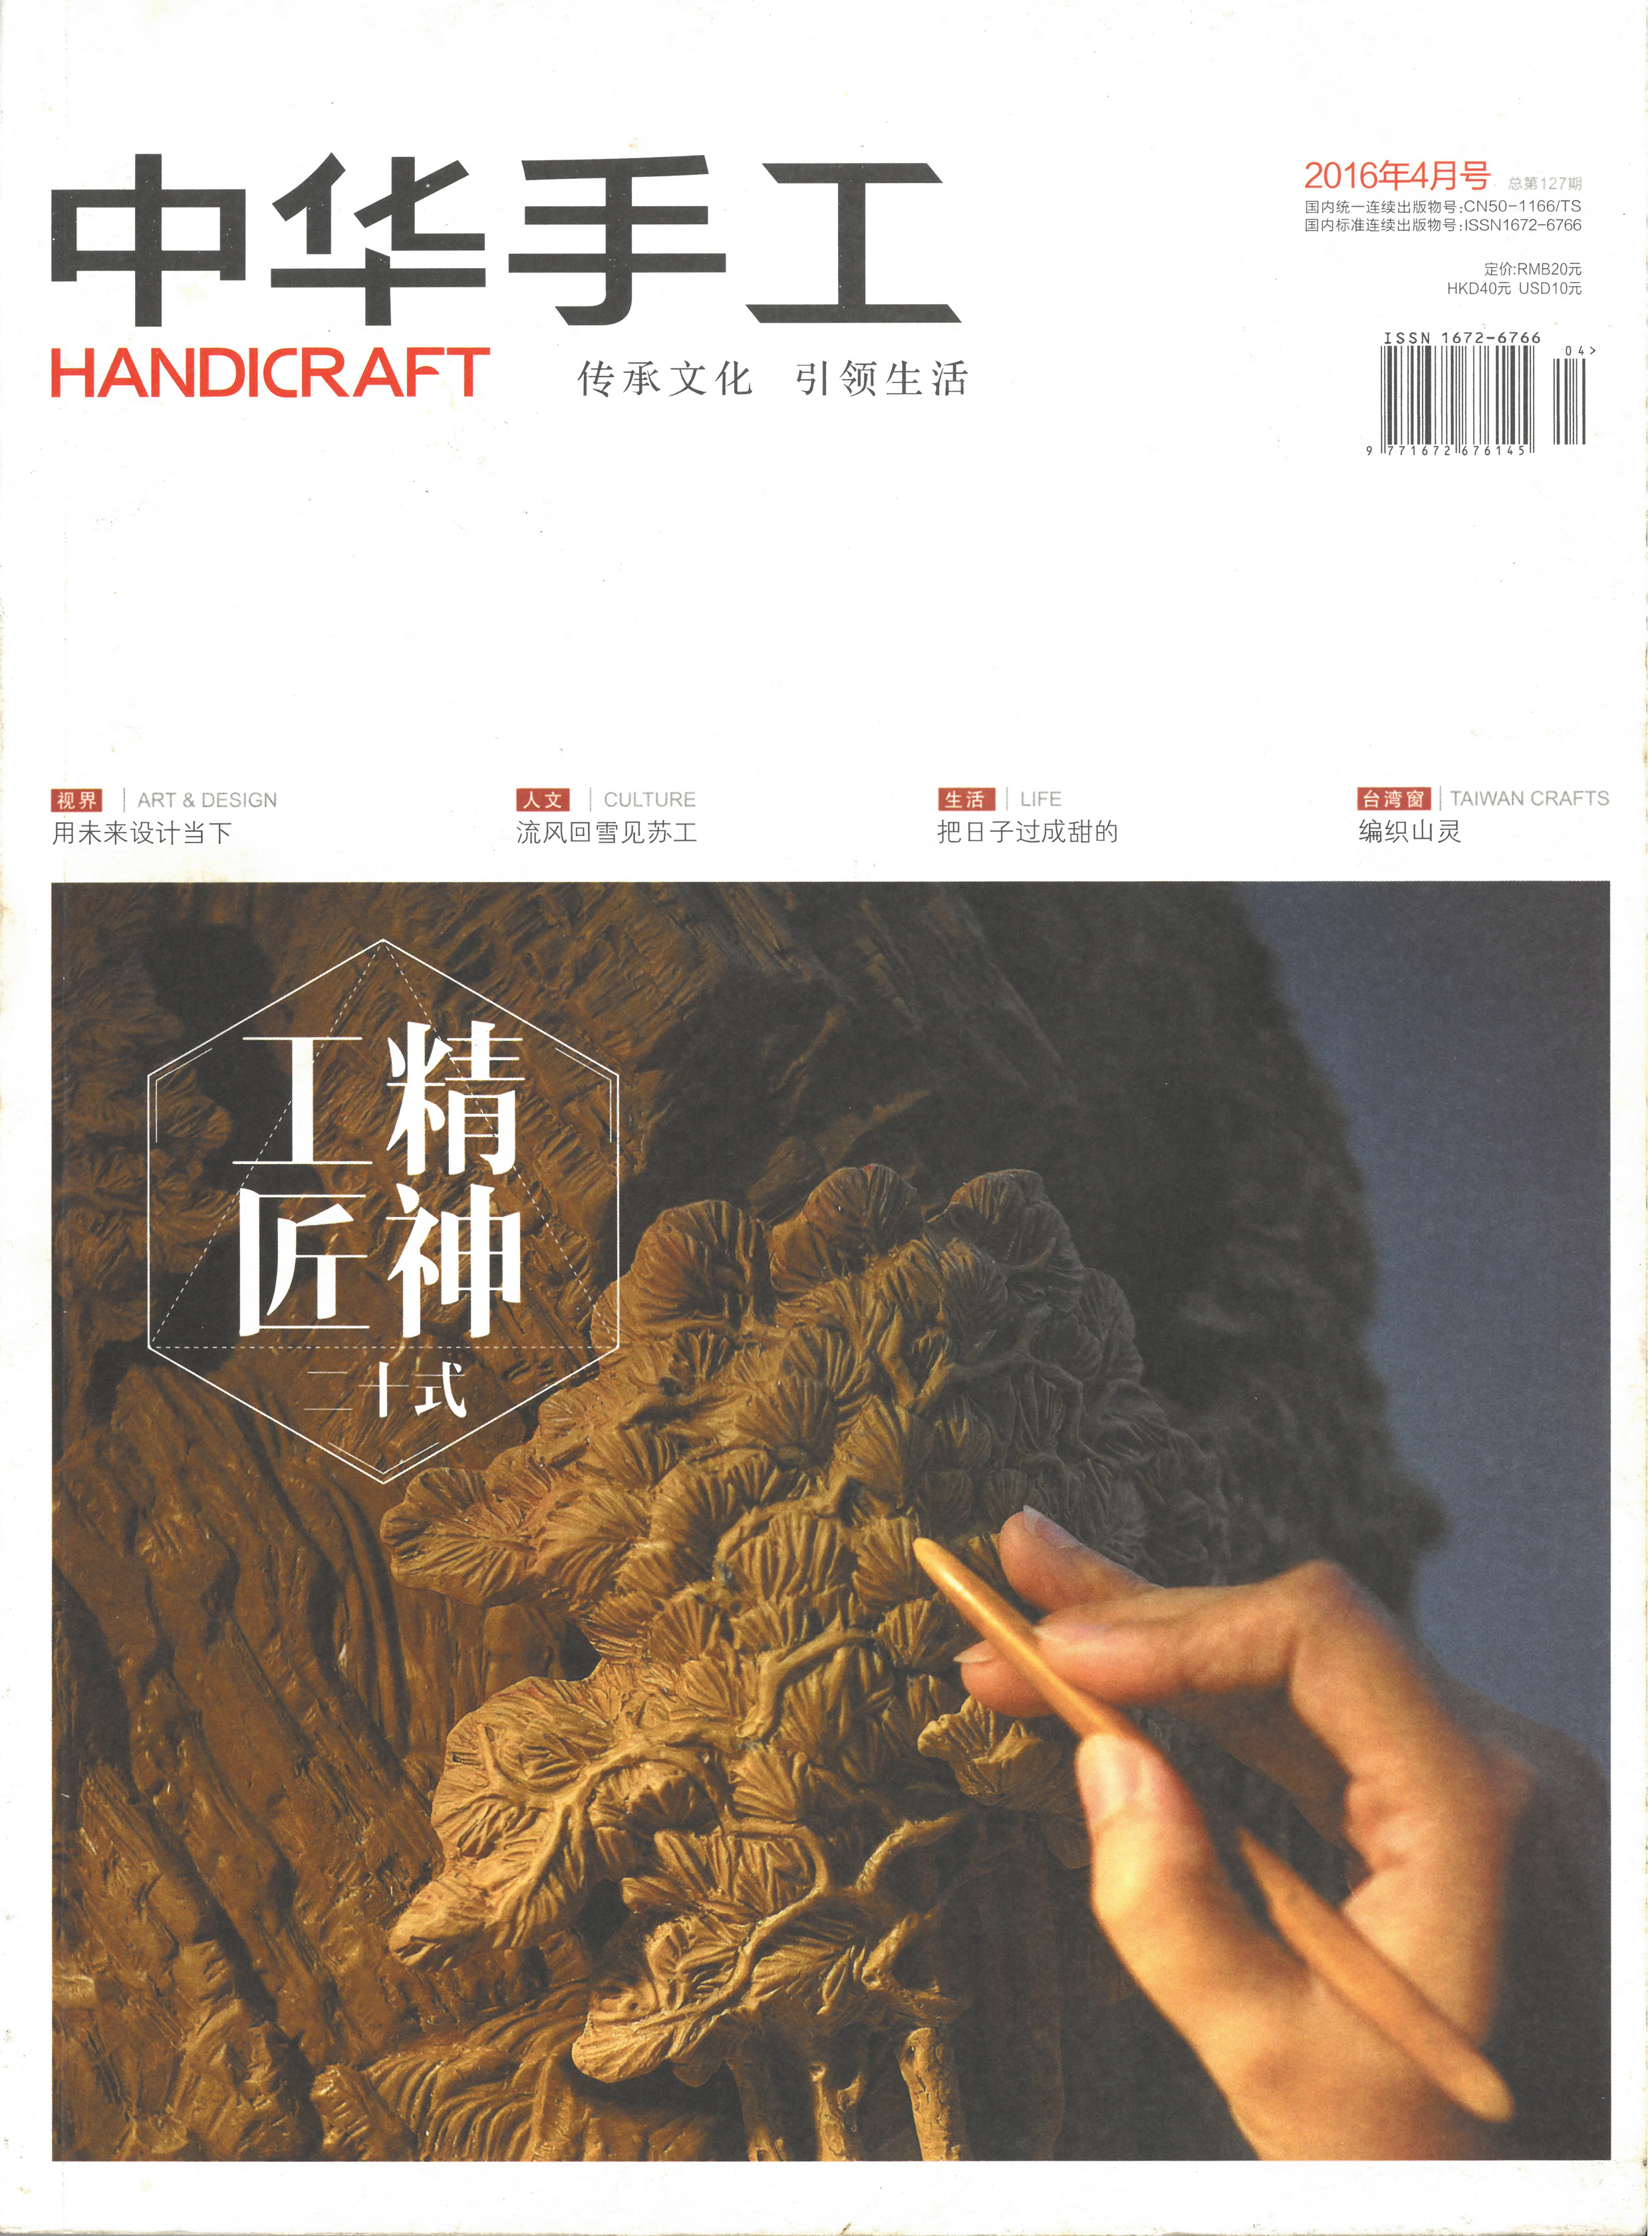 中华手工
HANDICRAFT
传承文化 引领生活
2016年4月号 总第127期
国内统一连续出版物号:CN50-1166/TS
国内标准连续出版物号:ISSN1672-6766
定价:RMB20元
HKD40元 USD10元
ISSN 1672-6766
04>
9 771672 676145
视界 | ART & DESIGN
用未来设计当下
人文 | CULTURE
流风回雪见苏工
生活 | LIFE
把日子过成甜的
台湾窗 | TAIWAN CRAFTS
编织山灵
工匠
精神
二十式